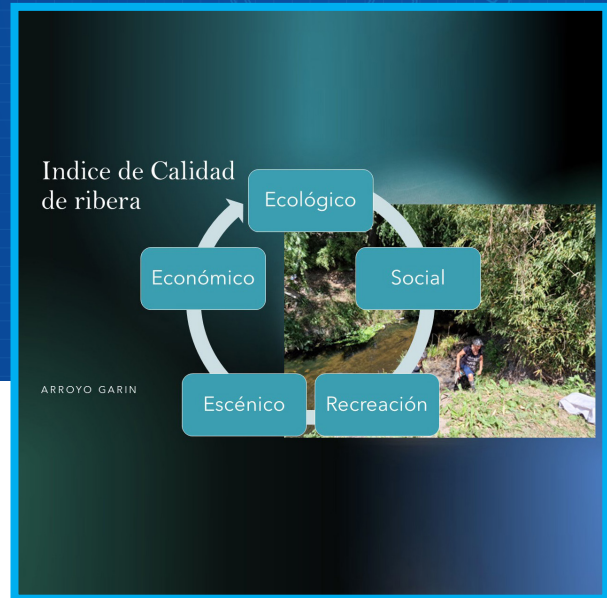 Indice de Calidad
de ribera
Ecológico
Económico
Social
ARROYO GARIN
Escénico
Recreación